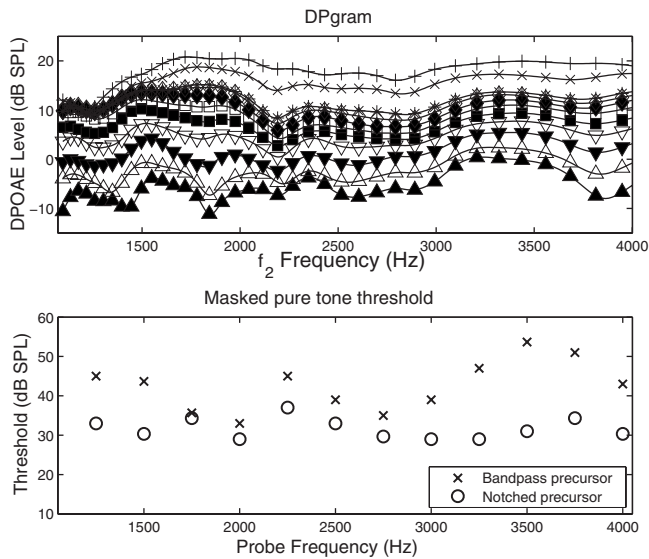 DPgram
DPOAE Level (dB SPL)
20
10
0
−10
1500 2000 2500 3000 3500 4000
f2 Frequency (Hz)
Masked pure tone threshold
Threshold (dB SPL)
60
50
40
30
20
10
1500 2000 2500 3000 3500 4000
Bandpass precursor
Notched precursor
Probe Frequency (Hz)